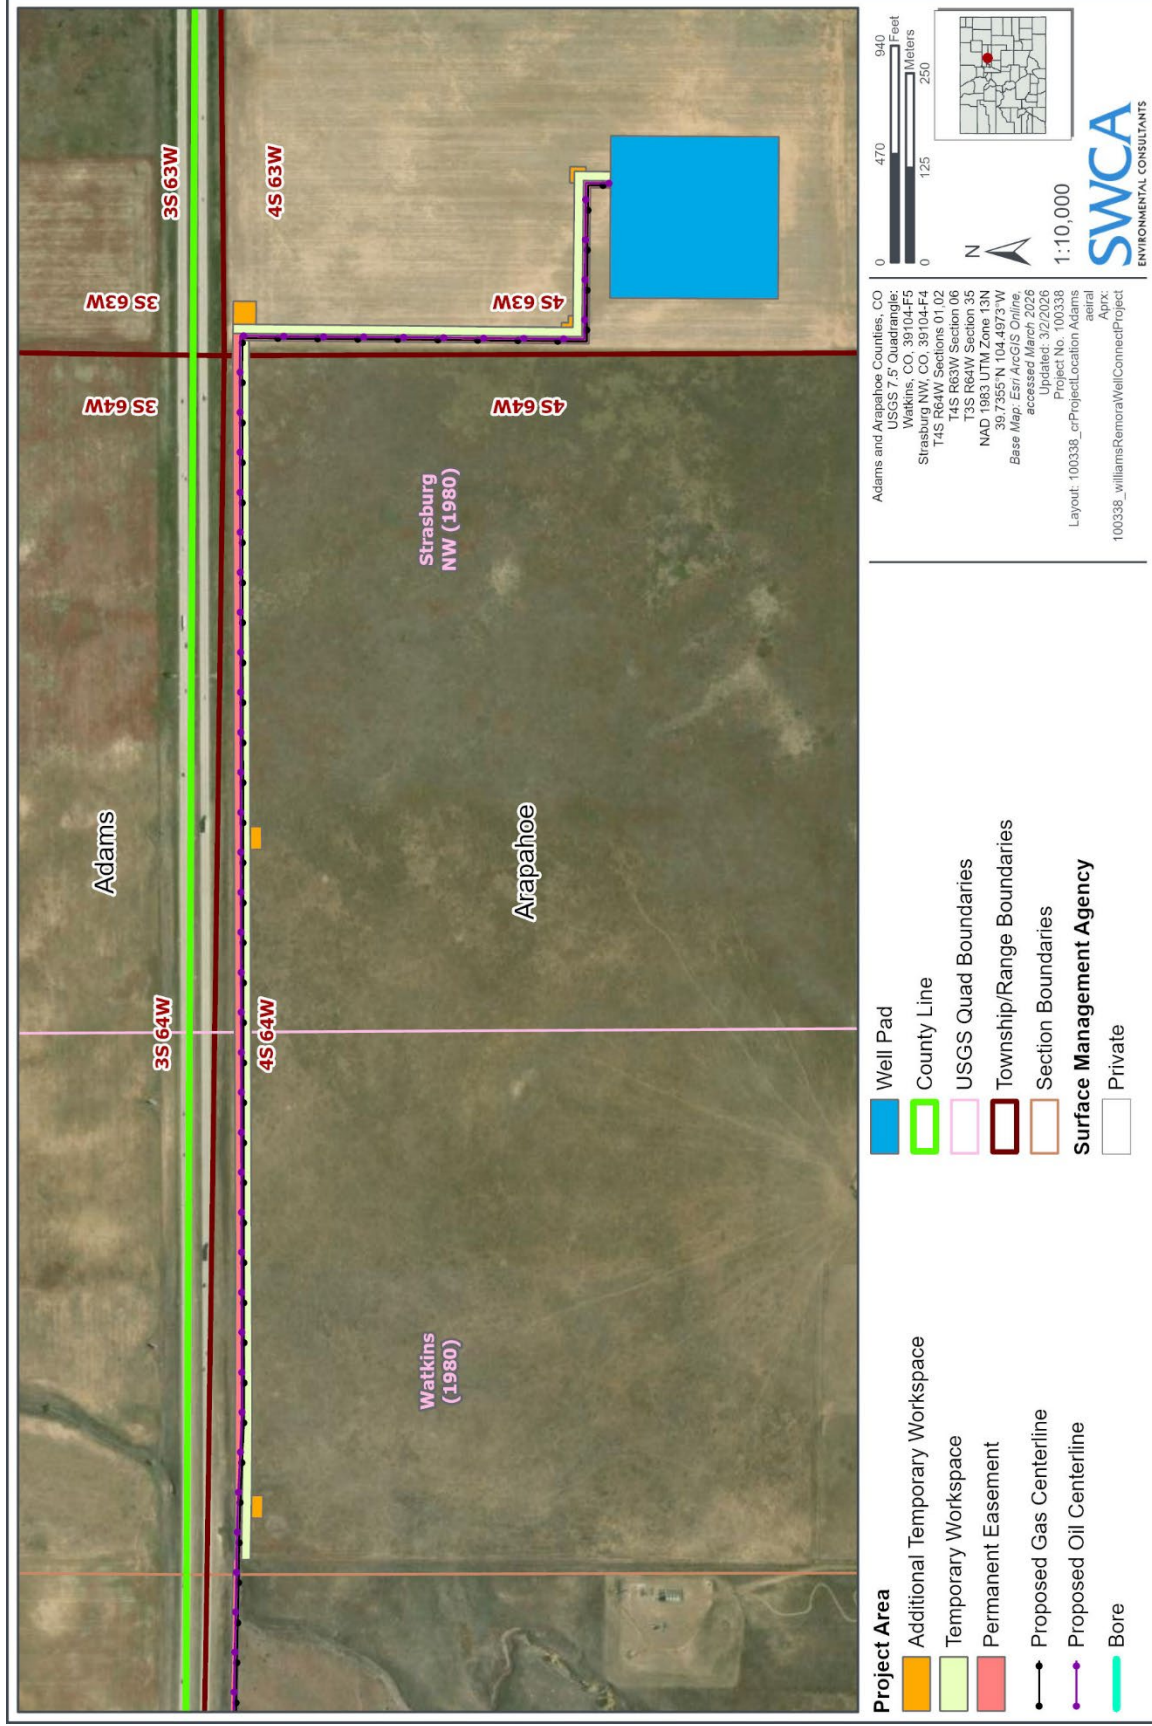 3S 63W
4S 63W
3S 63W
3S 64W
4S 63W
4S 64W
Strasburg
NW (1980)
Adams
Arapahoe
3S 64W
4S 64W
Watkins
(1980)
Project Area
Additional Temporary Workspace
Temporary Workspace
Permanent Easement
Proposed Gas Centerline
Proposed Oil Centerline
Bore
Well Pad
County Line
USGS Quad Boundaries
Township/Range Boundaries
Section Boundaries
Surface Management Agency
Private
Adams and Arapahoe Counties, CO
USGS 7.5' Quadrangle:
Watkins, CO, 39104-F5
Strasburg NW, CO, 39104-F4
T4S R64W Sections 01,02
T4S R63W Section 06
T3S R64W Section 35
NAD 1983 UTM Zone 13N
39.7355°N 104.4973°W
Base Map: Esri ArcGIS Online,
accessed March 2026
Updated: 3/2/2026
Project No. 100338
Layout: 100338_crProjectLocation Adams
aeiral
Aprx:
100338_williamsRemoraWellConnectProject
0 470 940
Feet
Meters
0 125 250
N
1:10,000
SWCA
ENVIRONMENTAL CONSULTANTS